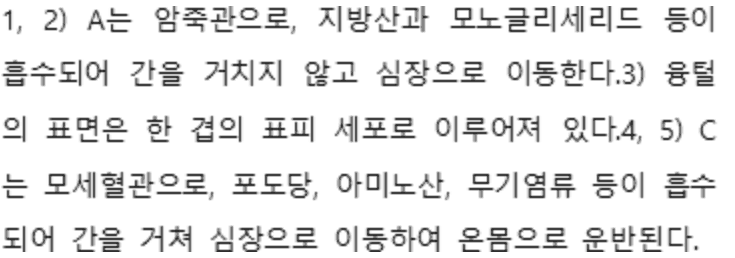 1, 2) A는 암죽관으로, 지방산과 모노글리세리드 등이
흡수되어 간을 거치지 않고 심장으로 이동한다.3) 융털
의 표면은 한 겹의 표피 세포로 이루어져 있다.4, 5) C
는 모세혈관으로, 포도당, 아미노산, 무기염류 등이 흡수
되어 간을 거쳐 심장으로 이동하여 온몸으로 운반된다.